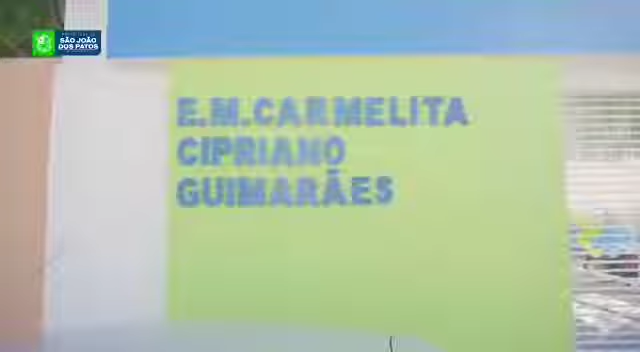 SÃO JOÃO
DOS PATOS
E.M.CARMELITA
CIPRIANO
GUIMARÃES